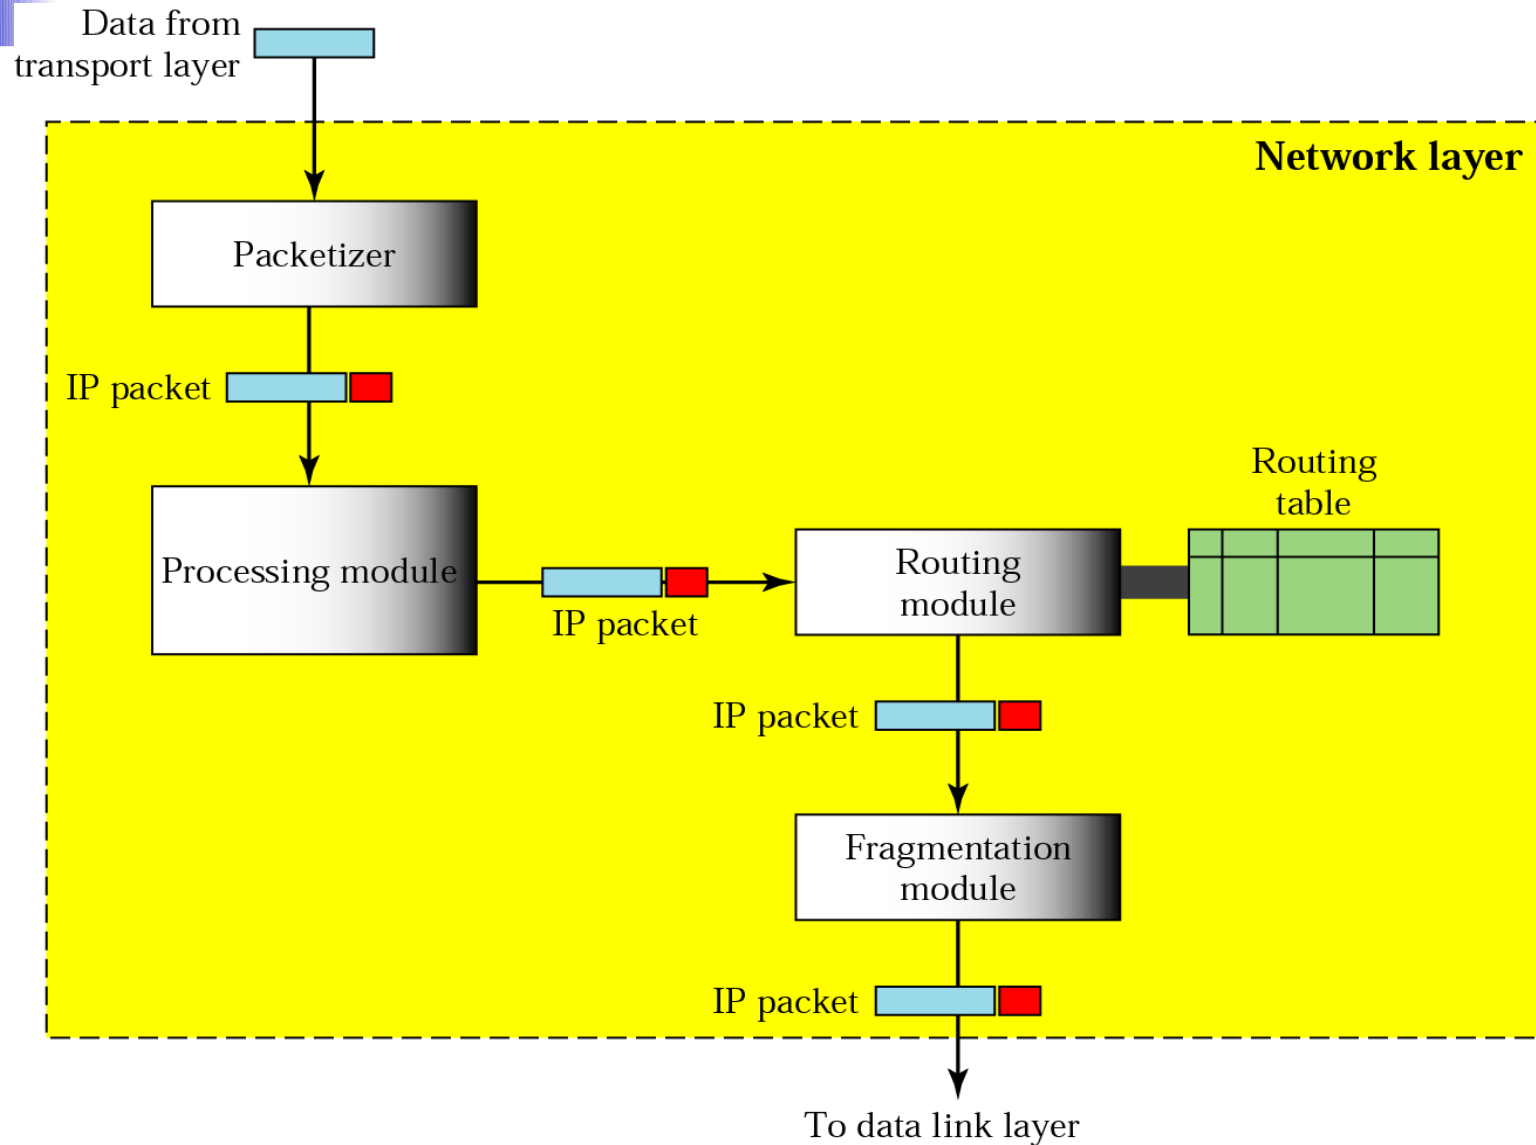 Data from
transport layer
Network layer
Packetizer
IP packet
Processing module
IP packet
Routing
module
Routing
table
IP packet
Fragmentation
module
IP packet
To data link layer